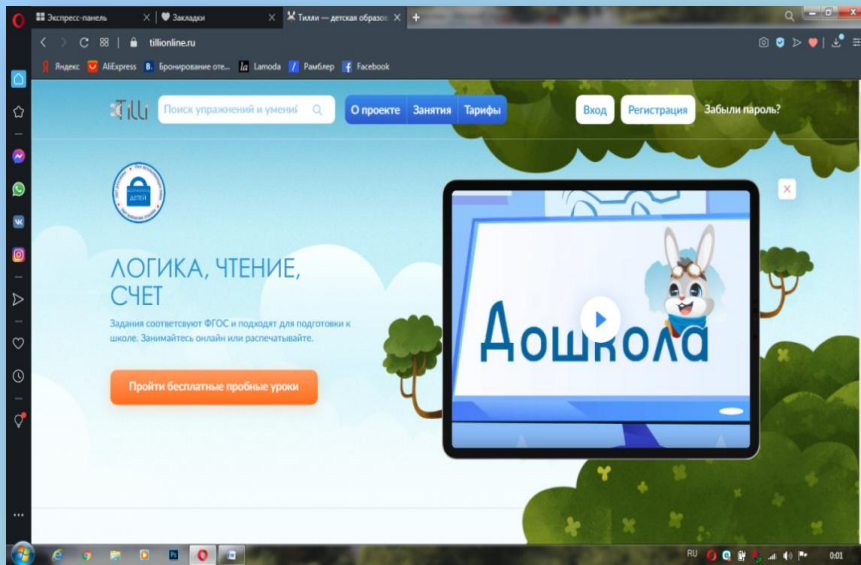 Экспресс-панель
Закладки
Тилли — детская образо
tillionline.ru
Яндекс AliExpress Бронирование оте... Lamoda Рамблер Facebook
Tilli
Поиск упражнений и умений
О проекте Занятия Тарифы
Вход
Регистрация
Забыли пароль?
ДЕТЕЙ
ЛОГИКА, ЧТЕНИЕ,
СЧЕТ
Задания соответсвуют ФГОС и подходят для подготовки к
школе. Занимайтесь онлайн или распечатывайте.
Пройти бесплатные пробные уроки
Дошкола
RU
0:01